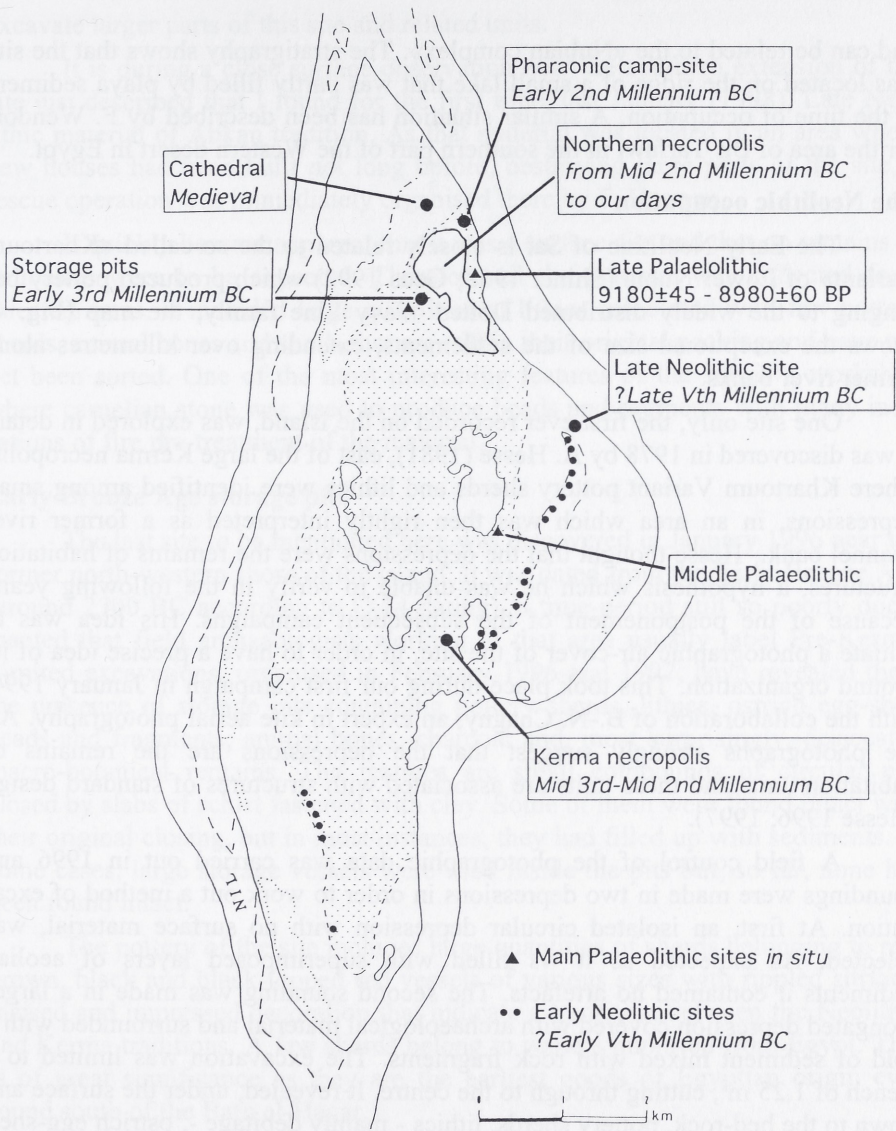 Pharaonic camp-site
Early 2nd Millennium BC
Northern necropolis
from Mid 2nd Millennium BC
to our days
Cathedral
Medieval
Storage pits
Early 3rd Millennium BC
Late Palaeolithic
9180±45 - 8980±60 BP
Late Neolithic site
?Late Vth Millennium BC
Middle Palaeolithic
Kerma necropolis
Mid 3rd-Mid 2nd Millennium BC
N
Main Palaeolithic sites in situ
Early Neolithic sites
?Early Vth Millennium BC
km